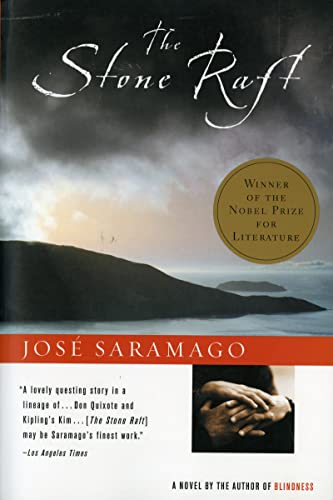 The
Stone Raft
WINNER
OF THE
NOBEL PRIZE
FOR
LITERATURE
JOSÉ SARAMAGO
"A lovely questing story in a
lineage of . . . Don Quixote and
Kipling's Kim . . . [The Stone Raft]
may be Saramago's finest work."
—Los Angeles Times
A NOVEL BY THE AUTHOR OF BLINDNESS